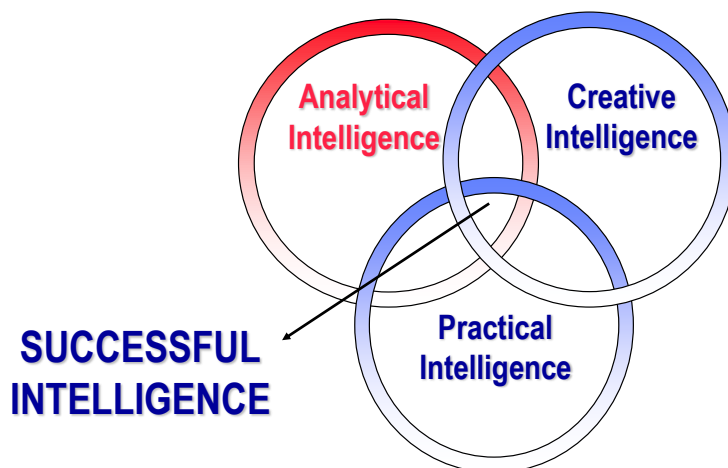 Analytical
Intelligence
Creative
Intelligence
Practical
Intelligence
SUCCESSFUL
INTELLIGENCE